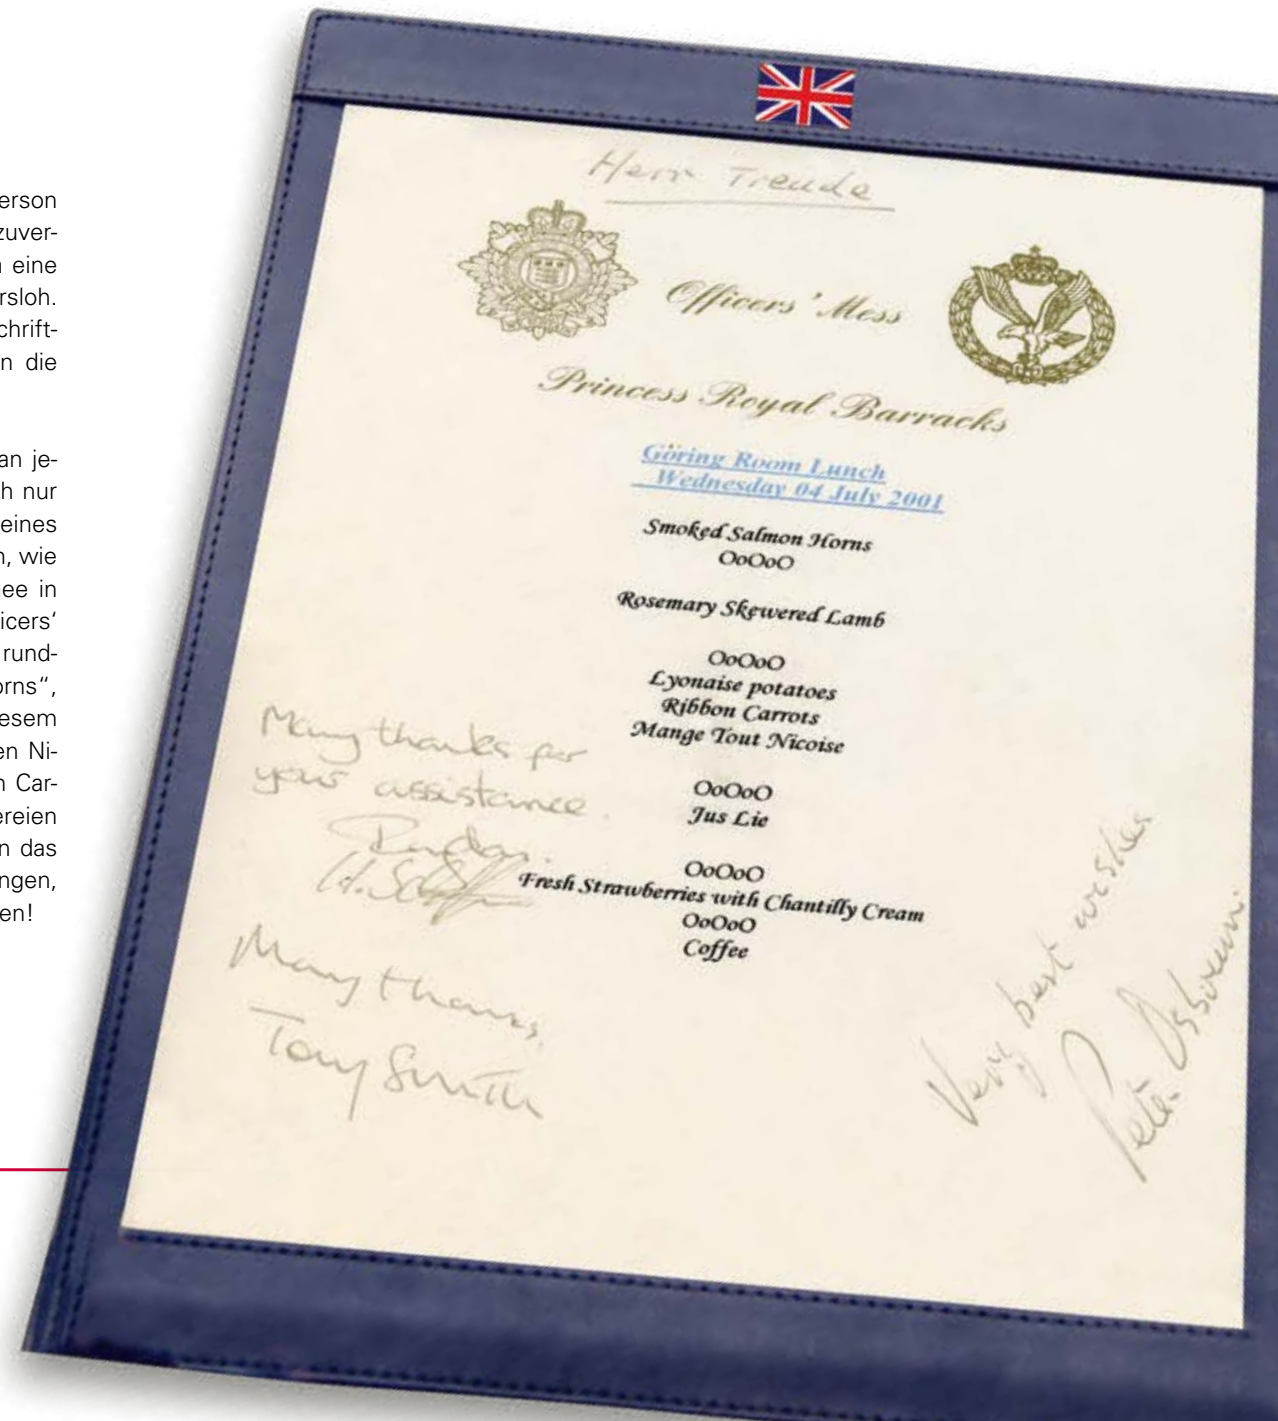 erson
zuver-
eine
rsloh.
chrift-
n die
an je-
h nur
eines
n, wie
ee in
icers‘
rund-
orns“,
esem
en Ni-
n Car-
ereien
n das
ngen,
en!
Herr Treude
Officers' Mess
Princess Royal Barracks
Göring Room Lunch
Wednesday 04 July 2001
Smoked Salmon Horns
OoOoO
Rosemary Skewered Lamb
OoOoO
Lyonaise potatoes
Ribbon Carrots
Mange Tout Nicoise
OoOoO
Jus Lie
OoOoO
Fresh Strawberries with Chantilly Cream
OoOoO
Coffee
Many thanks for
your assistance.
Many thanks,
Tony Smith
Very best wishes
Peter